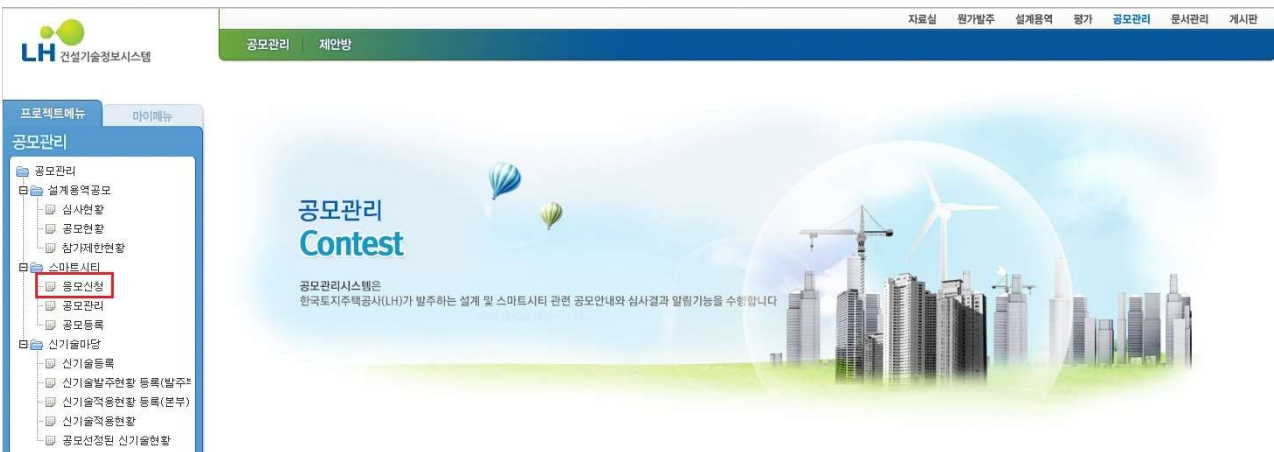 자료실 원가발주 설계용역 평가 공모관리 문서관리 게시판
LH 건설기술정보시스템
공모관리 제안방
프로젝트메뉴 마이메뉴
공모관리
공모관리
설계용역공모
심사현황
공모현황
참가제한현황
스마트시티
응모신청
공모관리
공모등록
신기술마당
신기술등록
신기술발주현황 등록(발주부
신기술적용현황 등록(본부)
신기술적용현황
공모선정된 신기술현황
공모관리
Contest
공모관리시스템은
한국토지주택공사(LH)가 발주하는 설계 및 스마트시티 관련 공모안내와 심사결과 알림기능을 수행합니다